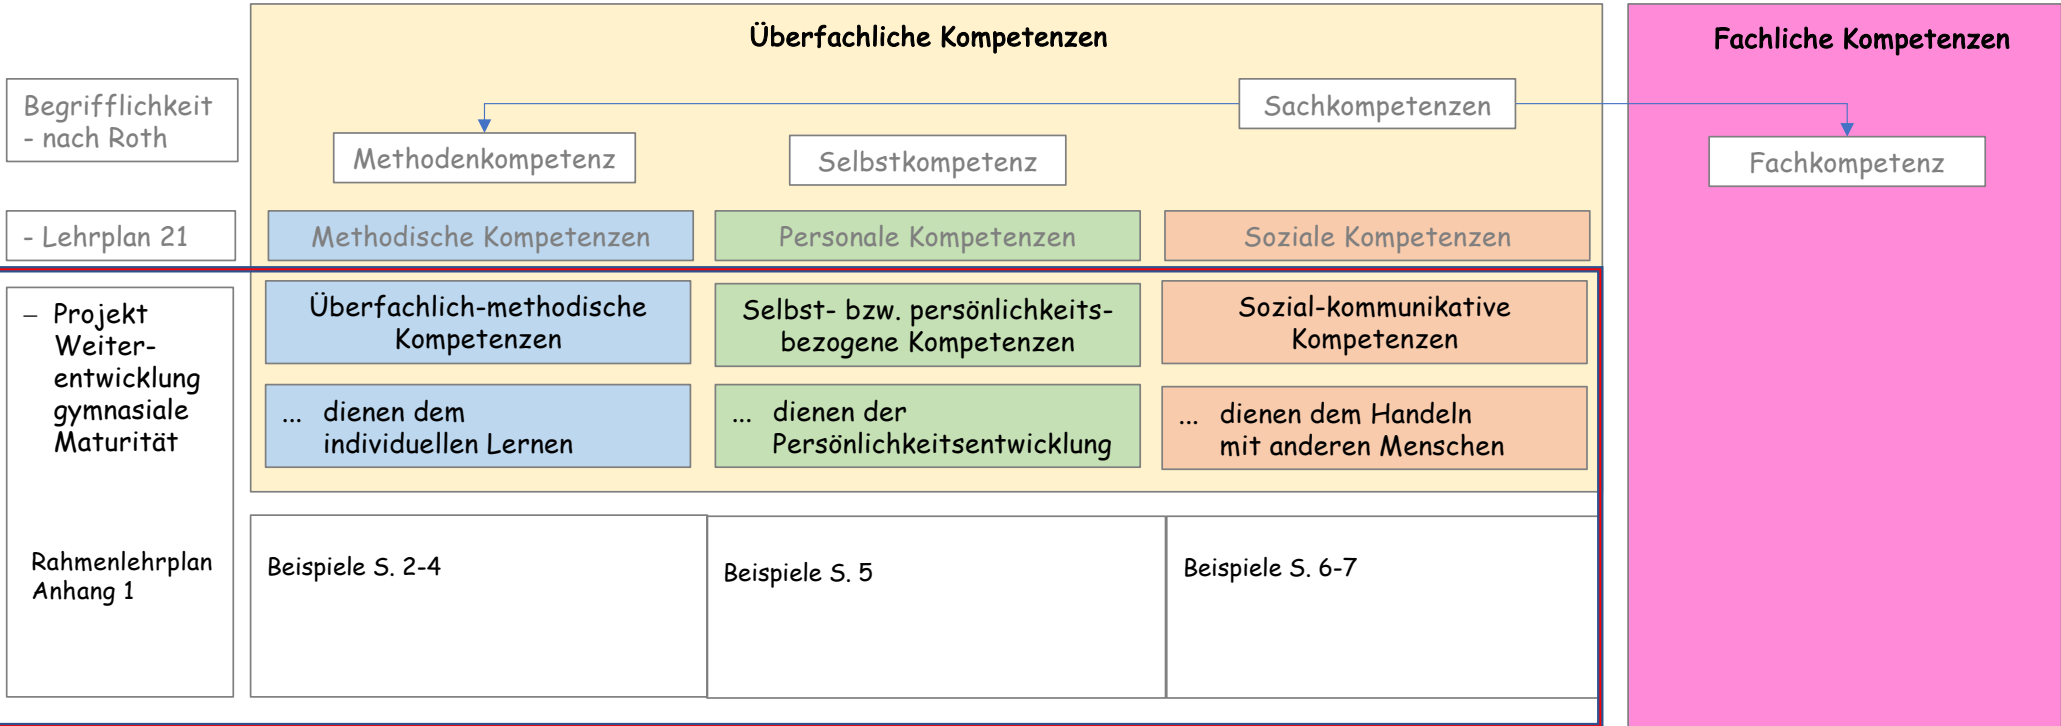 Überfachliche Kompetenzen
Fachliche Kompetenzen
Begrifflichkeit
- nach Roth
Sachkompetenzen
Methodenkompetenz
Selbstkompetenz
Fachkompetenz
- Lehrplan 21
Methodische Kompetenzen
Personale Kompetenzen
Soziale Kompetenzen
– Projekt
Weiter-
entwicklung
gymnasiale
Maturität
Überfachlich-methodische
Kompetenzen
Selbst- bzw. persönlichkeits-
bezogene Kompetenzen
Sozial-kommunikative
Kompetenzen
... dienen dem
individuellen Lernen
... dienen der
Persönlichkeitsentwicklung
... dienen dem Handeln
mit anderen Menschen
Rahmenlehrplan
Anhang 1
Beispiele S. 2-4
Beispiele S. 5
Beispiele S. 6-7